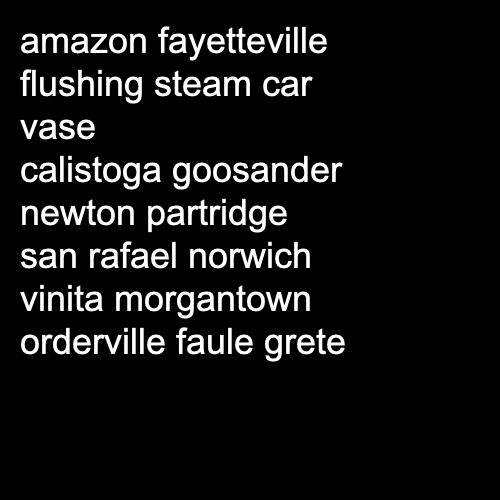 amazon fayetteville
flushing steam car
vase
calistoga goosander
newton partridge
san rafael norwich
vinita morgantown
orderville faule grete